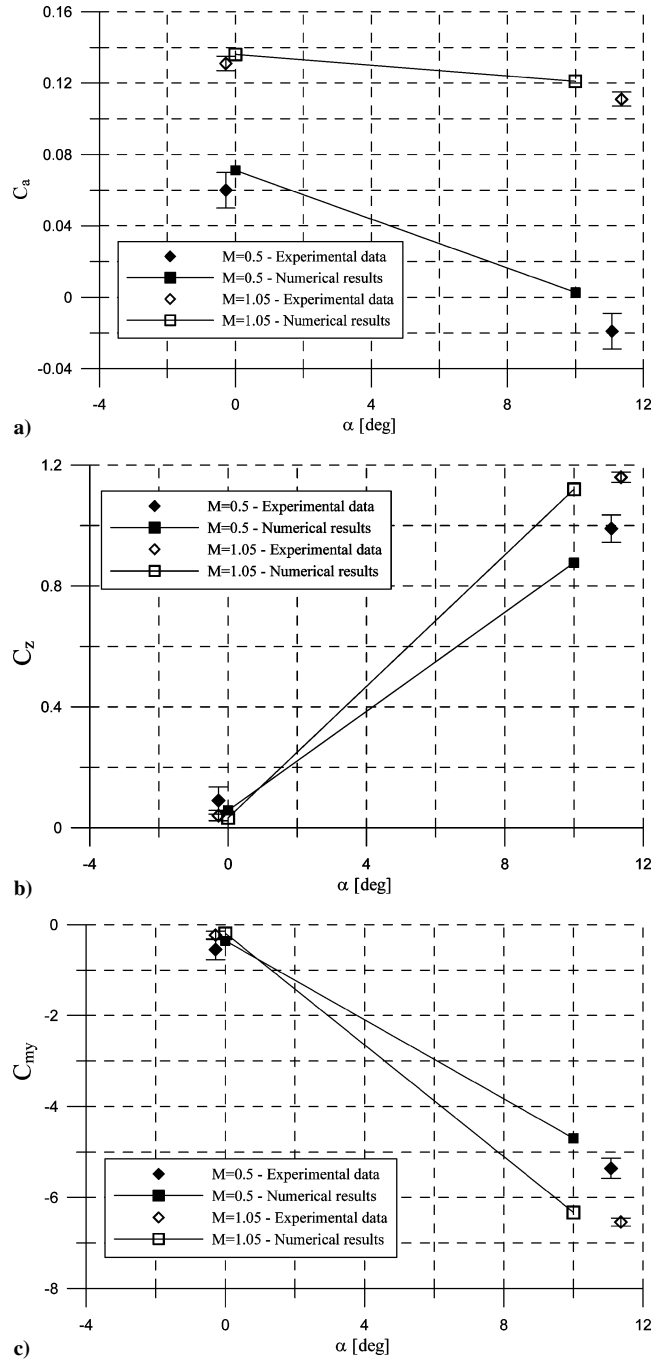 0.16
0.12
0.08
C_a
0.04
M=0.5 - Experimental data
M=0.5 - Numerical results
0
M=1.05 - Experimental data
M=1.05 - Numerical results
-0.04
-4 0 4 8 12
a) α [deg]
1.2
M=0.5 - Experimental data
M=0.5 - Numerical results
M=1.05 - Experimental data
M=1.05 - Numerical results
0.8
C_z
0.4
0
-4 0 4 8 12
b) α [deg]
0
-2
C_my
-4
M=0.5 - Experimental data
M=0.5 - Numerical results
-6
M=1.05 - Experimental data
M=1.05 - Numerical results
-8
-4 0 4 8 12
c) α [deg]